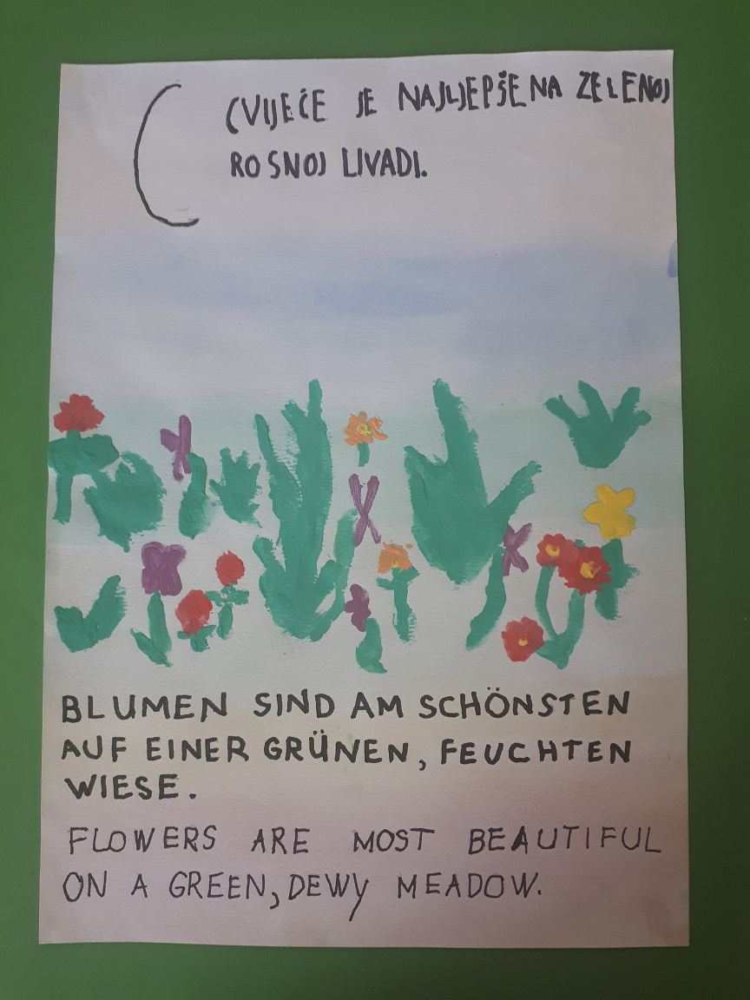 C CVIJEĆE JE NAJLJEPŠE NA ZELENOJ
ROSNOJ LIVADI.
BLUMEN SIND AM SCHÖNSTEN
AUF EINER GRÜNEN, FEUCHTEN
WIESE.
FLOWERS ARE MOST BEAUTIFUL
ON A GREEN, DEWY MEADOW.